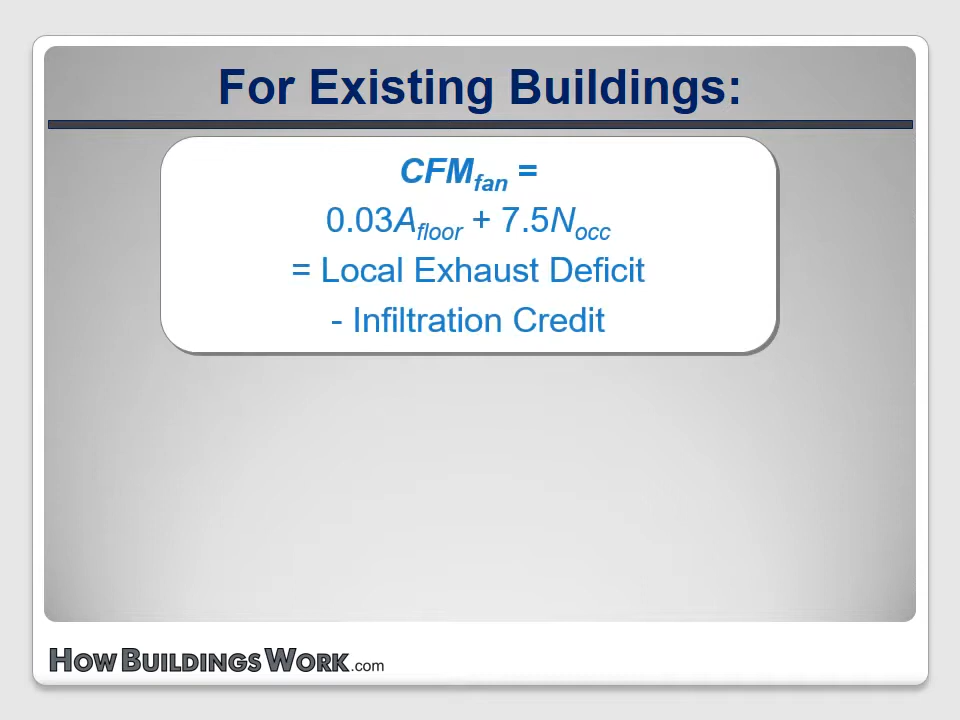 For Existing Buildings:
CFMfan =
0.03Afloor + 7.5Nocc
= Local Exhaust Deficit
- Infiltration Credit
HOWBUILDINGSWORK.com